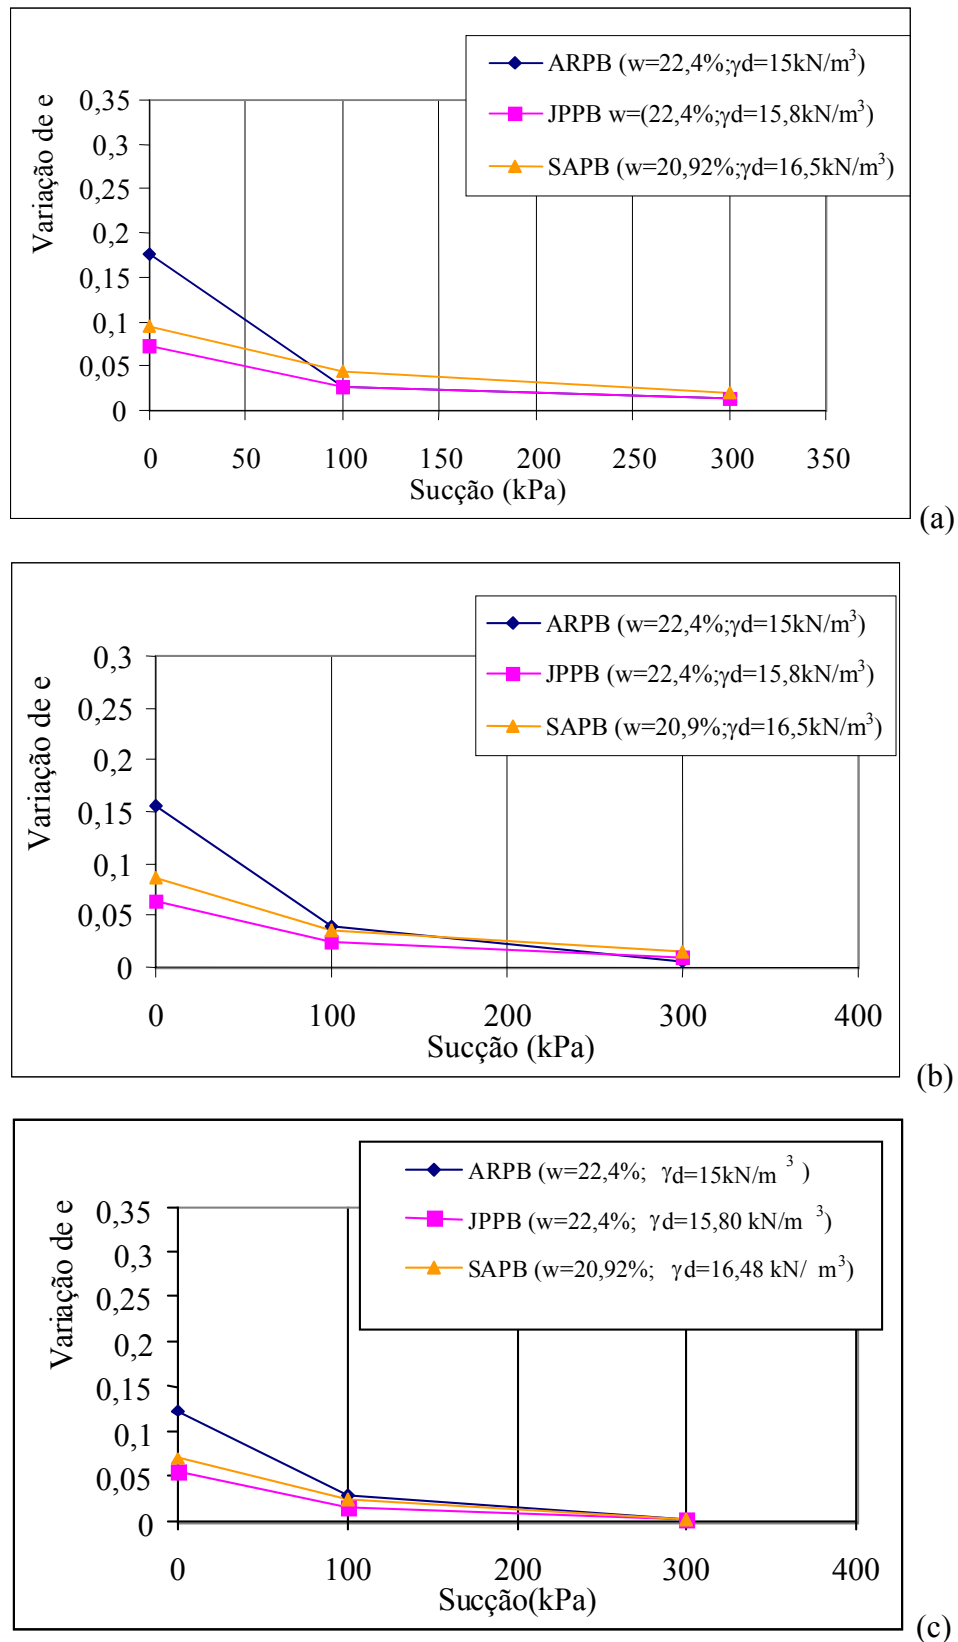 ARPB (w=22,4%;γd=15kN/m³)
JPPB w=(22,4%;γd=15,8kN/m³)
SAPB (w=20,92%;γd=16,5kN/m³)
Variação de e
0,35
0,3
0,25
0,2
0,15
0,1
0,05
0
0 50 100 150 200 250 300 350
Sucção (kPa)
(a)
ARPB (w=22,4%;γd=15kN/m³)
JPPB (w=22,4%;γd=15,8kN/m³)
SAPB (w=20,9%;γd=16,5kN/m³)
Variação de e
0,3
0,25
0,2
0,15
0,1
0,05
0
0 100 200 300 400
Sucção (kPa)
(b)
ARPB (w=22,4%; γd=15kN/m ³ )
JPPB (w=22,4%; γd=15,80 kN/m ³)
SAPB (w=20,92%; γd=16,48 kN/ m³)
Variação de e
0,35
0,3
0,25
0,2
0,15
0,1
0,05
0
0 100 200 300 400
Sucção(kPa)
(c)